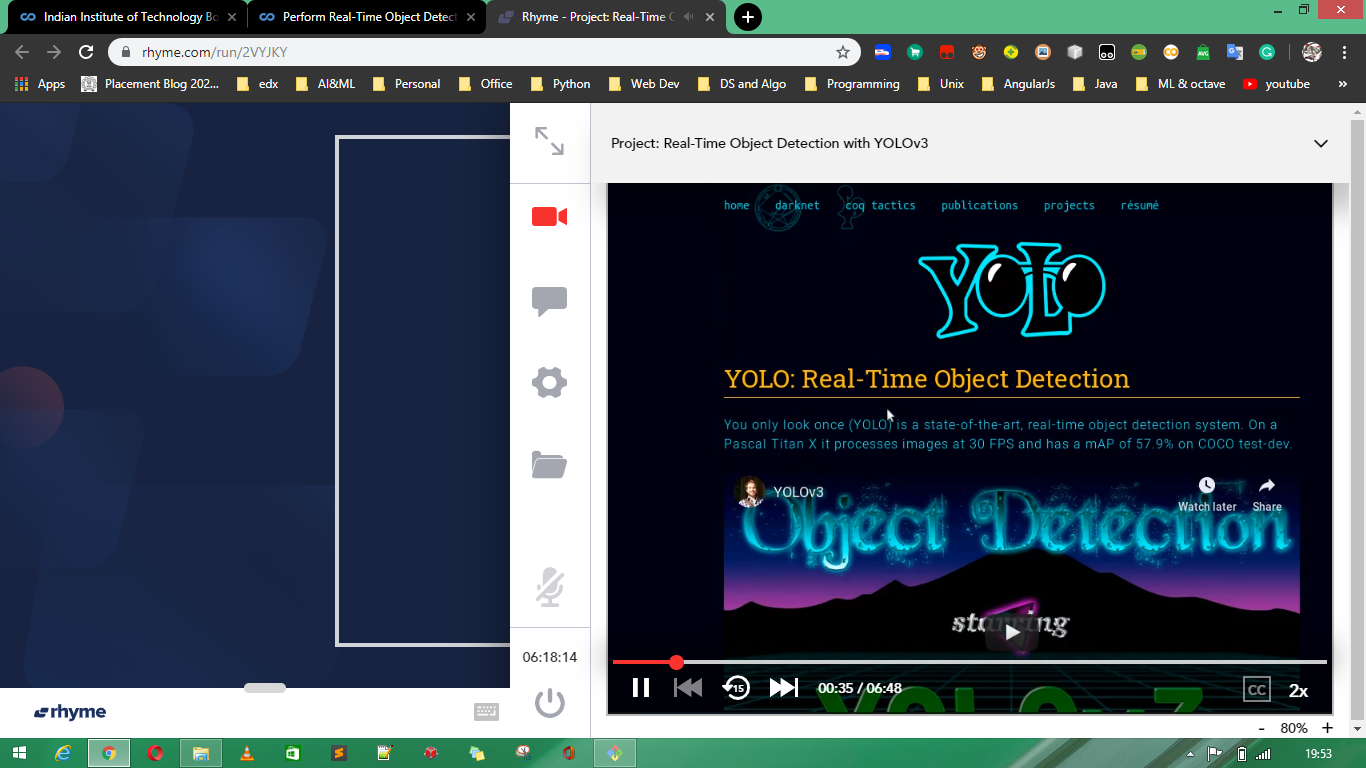 Indian Institute of Technology Bo
Perform Real-Time Object Detect
Rhyme - Project: Real-Time O
rhyme.com/run/2VYJKY
Apps
Placement Blog 202...
edx
AI&ML
Personal
Office
Python
Web Dev
DS and Algo
Programming
Unix
AngularJs
Java
ML & octave
youtube
»
Project: Real-Time Object Detection with YOLOv3
home
darknet
coq tactics
publications
projects
résumé
YOLO
YOLO: Real-Time Object Detection
You only look once (YOLO) is a state-of-the-art, real-time object detection system. On a
Pascal Titan X it processes images at 30 FPS and has a mAP of 57.9% on COCO test-dev.
YOLOv3
Watch later
Share
Object Detection
starring
YOLOv3
06:18:14
15
00:35 / 06:48
CC
2x
rhyme
- 80% +
19:53